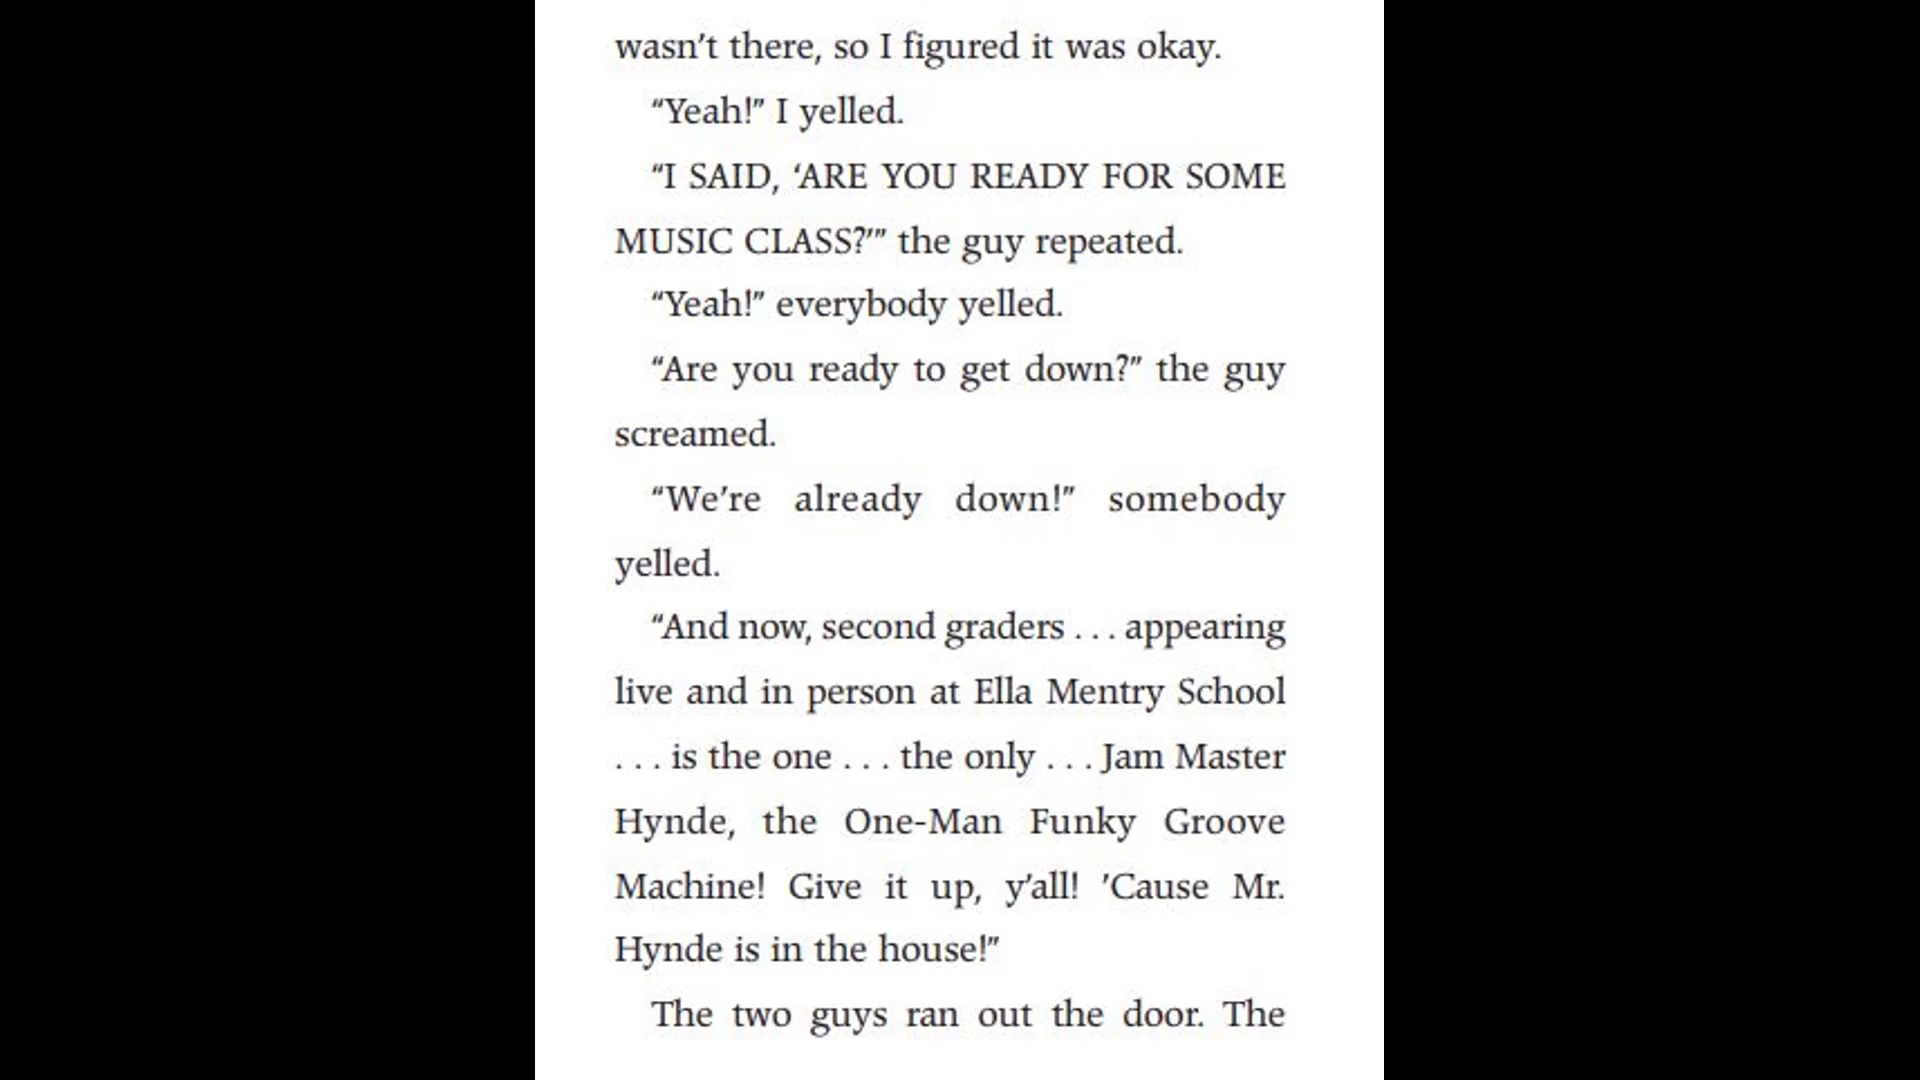 wasn’t there, so I figured it was okay.
“Yeah!” I yelled.
“I SAID, ‘ARE YOU READY FOR SOME
MUSIC CLASS?’” the guy repeated.
“Yeah!” everybody yelled.
“Are you ready to get down?” the guy
screamed.
“We’re already down!” somebody
yelled.
“And now, second graders . . . appearing
live and in person at Ella Mentry School
. . . is the one . . . the only . . . Jam Master
Hynde, the One-Man Funky Groove
Machine! Give it up, y’all! ’Cause Mr.
Hynde is in the house!”
The two guys ran out the door. The